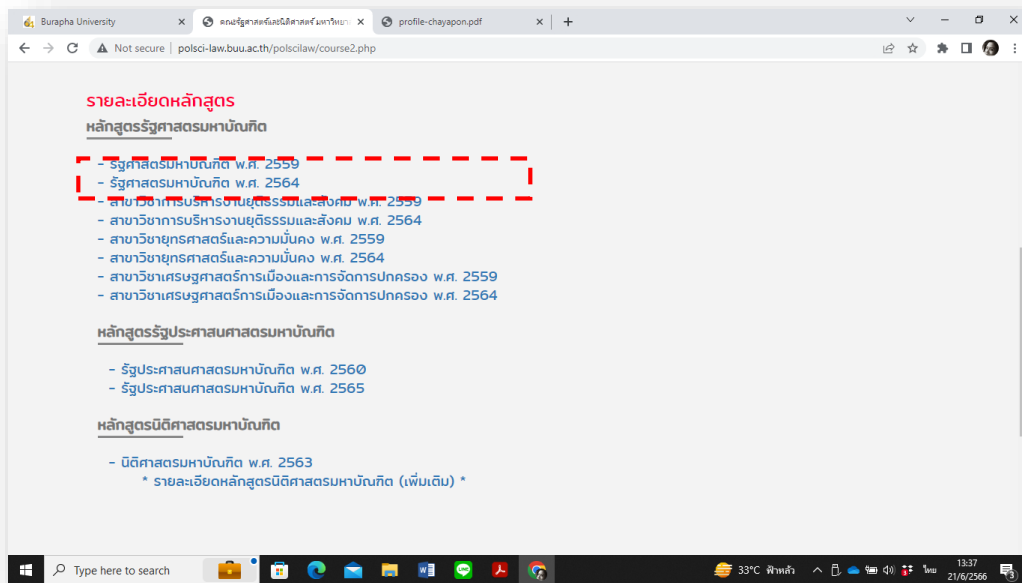 Burapha University
คณะรัฐศาสตร์และนิติศาสตร์ มหาวิทยา
profile-chayapon.pdf
Not secure
polsci-law.buu.ac.th/polscilaw/course2.php
รายละเอียดหลักสูตร
หลักสูตรรัฐศาสตรมหาบัณฑิต
- รัฐศาสตรมหาบัณฑิต พ.ศ. 2559
- รัฐศาสตรมหาบัณฑิต พ.ศ. 2564
- สาขาวิชาการบริหารงานยุติธรรมและสังคม พ.ศ. 2559
- สาขาวิชาการบริหารงานยุติธรรมและสังคม พ.ศ. 2564
- สาขาวิชายุทธศาสตร์และความมั่นคง พ.ศ. 2559
- สาขาวิชายุทธศาสตร์และความมั่นคง พ.ศ. 2564
- สาขาวิชาเศรษฐศาสตร์การเมืองและการจัดการปกครอง พ.ศ. 2559
- สาขาวิชาเศรษฐศาสตร์การเมืองและการจัดการปกครอง พ.ศ. 2564
หลักสูตรรัฐประศาสนศาสตรมหาบัณฑิต
- รัฐประศาสนศาสตรมหาบัณฑิต พ.ศ. 2560
- รัฐประศาสนศาสตรมหาบัณฑิต พ.ศ. 2565
หลักสูตรนิติศาสตรมหาบัณฑิต
- นิติศาสตรมหาบัณฑิต พ.ศ. 2563
* รายละเอียดหลักสูตรนิติศาสตรมหาบัณฑิต (เพิ่มเติม) *
Type here to search
33°C ฟ้าหลัว
ไทย
13:37
21/6/2566